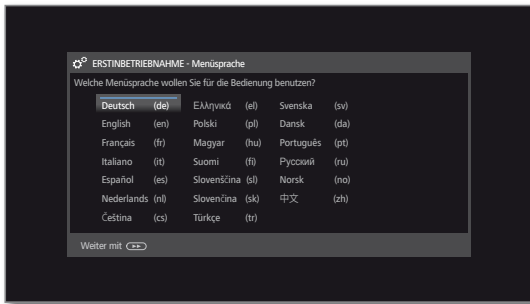 ERSTINBETRIEBNAHME - Menüsprache
Welche Menüsprache wollen Sie für die Bedienung benutzen?
Deutsch (de) Ελληνικά (el) Svenska (sv)
English (en) Polski (pl) Dansk (da)
Français (fr) Magyar (hu) Português (pt)
Italiano (it) Suomi (fi) Русский (ru)
Español (es) Slovenščina (sl) Norsk (no)
Nederlands (nl) Slovenčina (sk) 中文 (zh)
Čeština (cs) Türkçe (tr)
Weiter mit